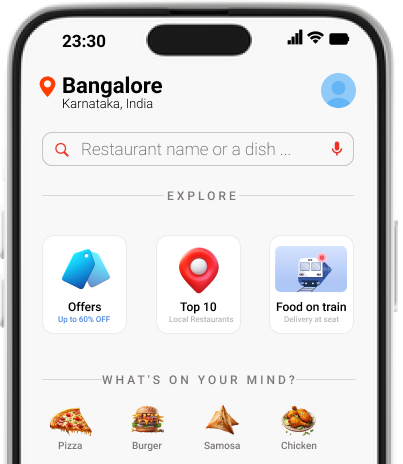 23:30
Bangalore
Karnataka, India
Restaurant name or a dish ...
EXPLORE
Offers
Up to 60% OFF
Top 10
Local Restaurants
Food on train
Delivery at seat
WHAT'S ON YOUR MIND?
Pizza
Burger
Samosa
Chicken